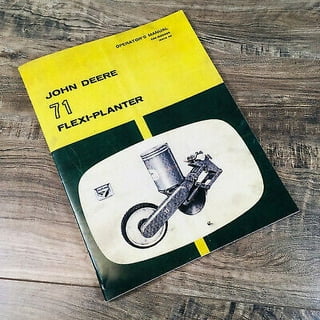 OPERATOR'S MANUAL
JOHN DEERE
71
FLEXI-PLANTER